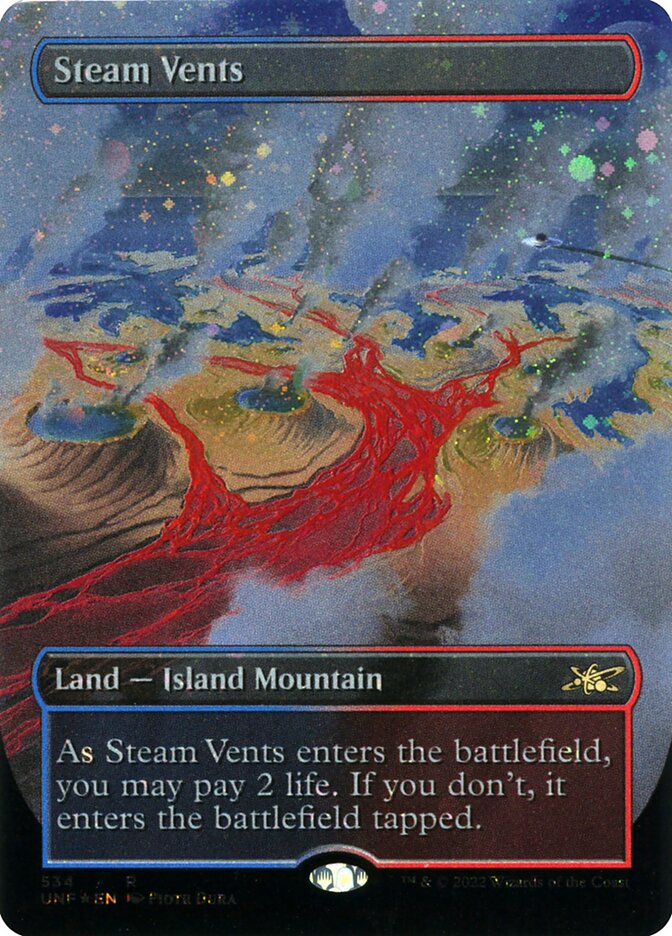 Steam Vents
Land — Island Mountain
As Steam Vents enters the battlefield,
you may pay 2 life. If you don't, it
enters the battlefield tapped.
534 R
UNF ★ EN Piotr Dura
™ & © 2022 Wizards of the Coast